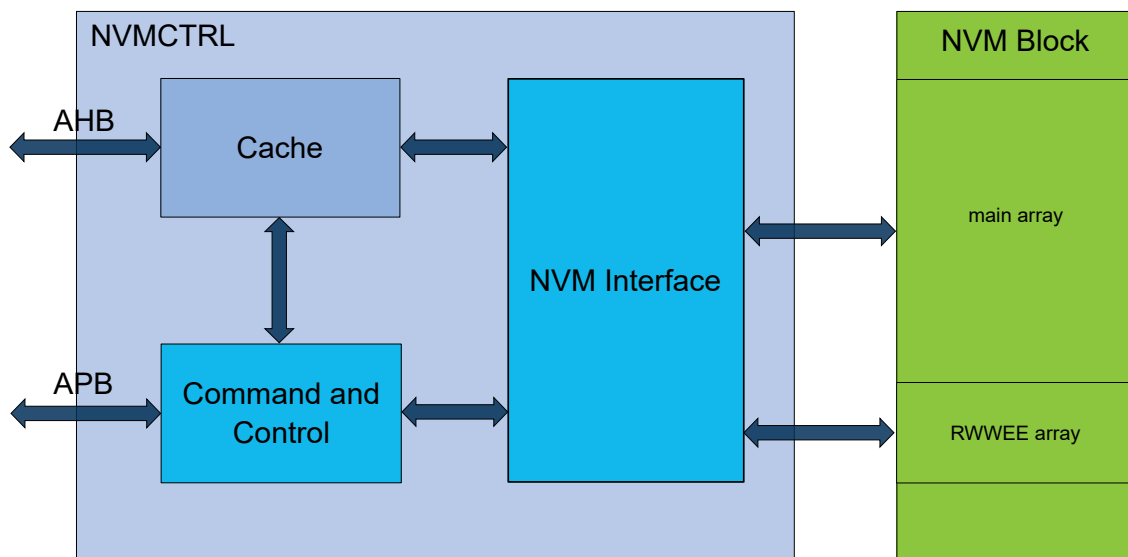 NVMCTRL
NVM Block
AHB
Cache
main array
NVM Interface
APB
Command and
Control
RWWEE array